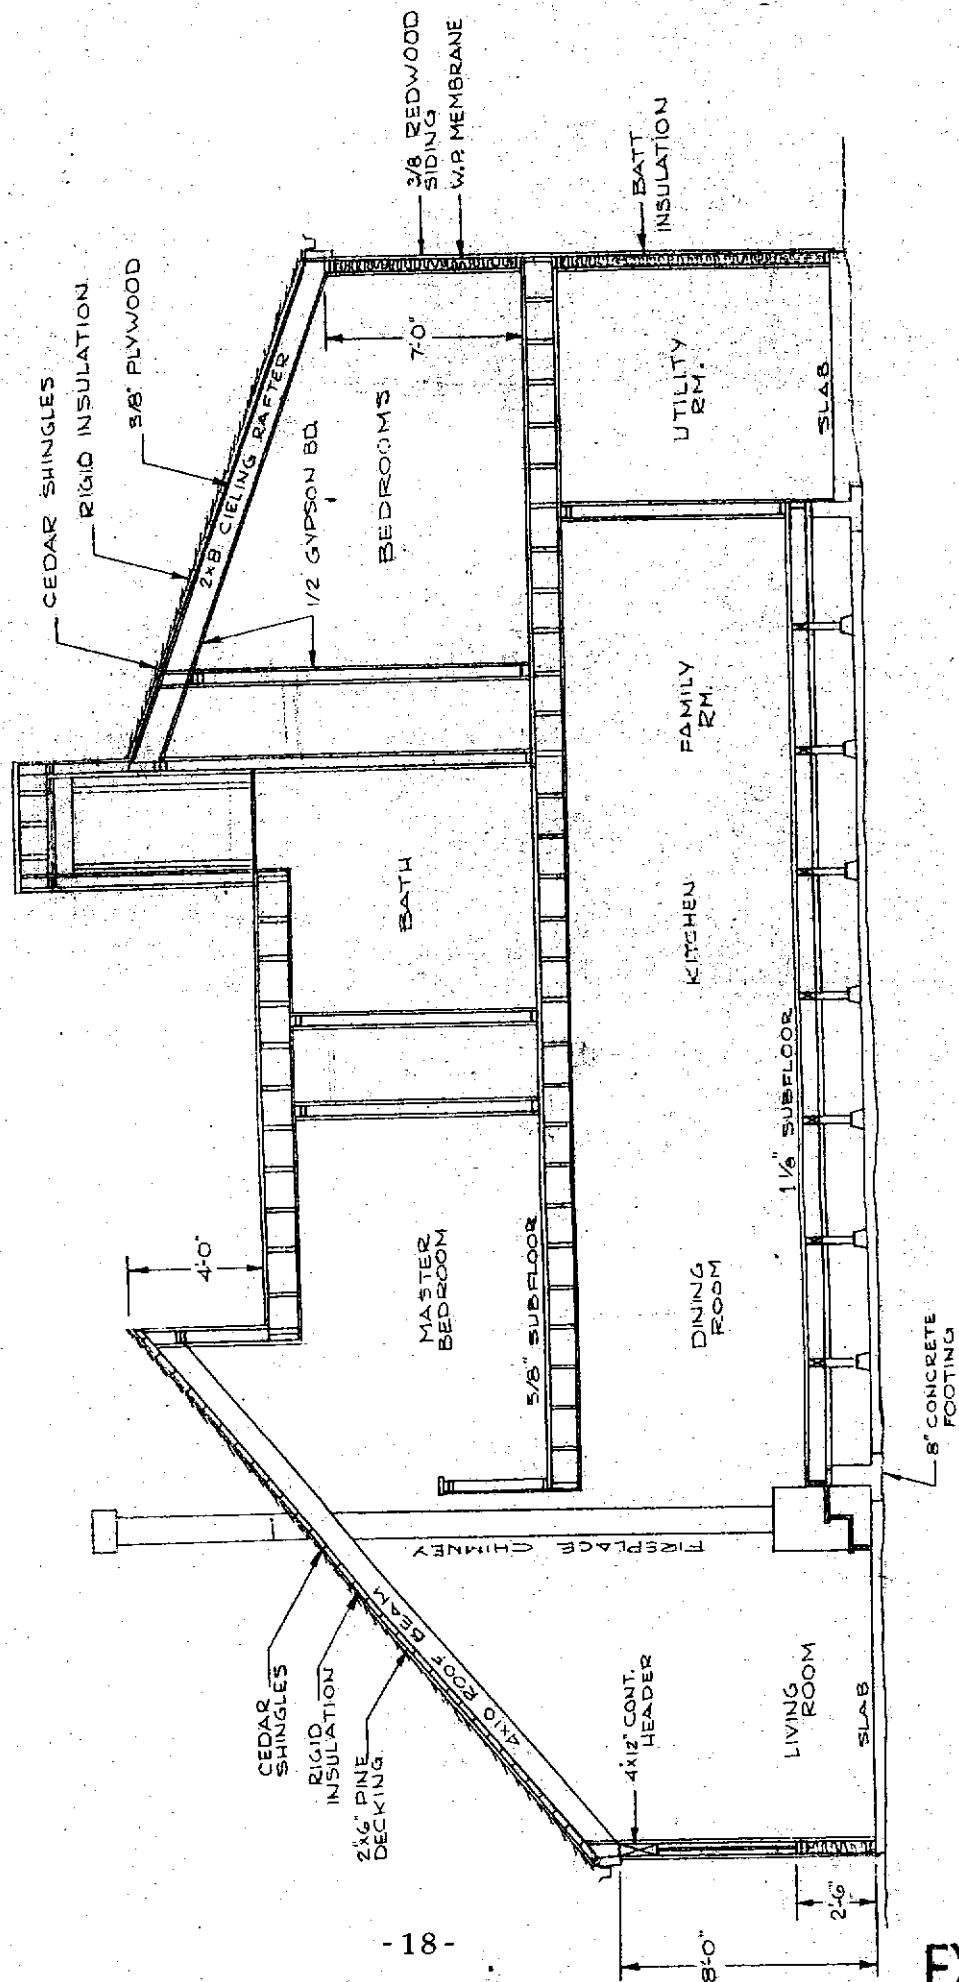 CEDAR SHINGLES
RIGID INSULATION
3/8" PLYWOOD
2x8 CIELING RAFTER
1/2 GYPSON BD.
BEDROOMS
7'-0"
3/8 REDWOOD
SIDING
W.P. MEMBRANE
BATT
INSULATION
UTILITY
RM.
SLAB
FAMILY
RM.
KITCHEN
BATH
4'-0"
MASTER
BEDROOM
5/8" SUBFLOOR
DINING
ROOM
1 1/8" SUBFLOOR
8" CONCRETE
FOOTING
FIREPLACE CHIMNEY
CEDAR
SHINGLES
RIGID
INSULATION
2"x6" PINE
DECKING
4x10 ROOF BEAM
4"x12" CONT.
HEADER
LIVING
ROOM
SLAB
2'-6"
8'-0"
-18-